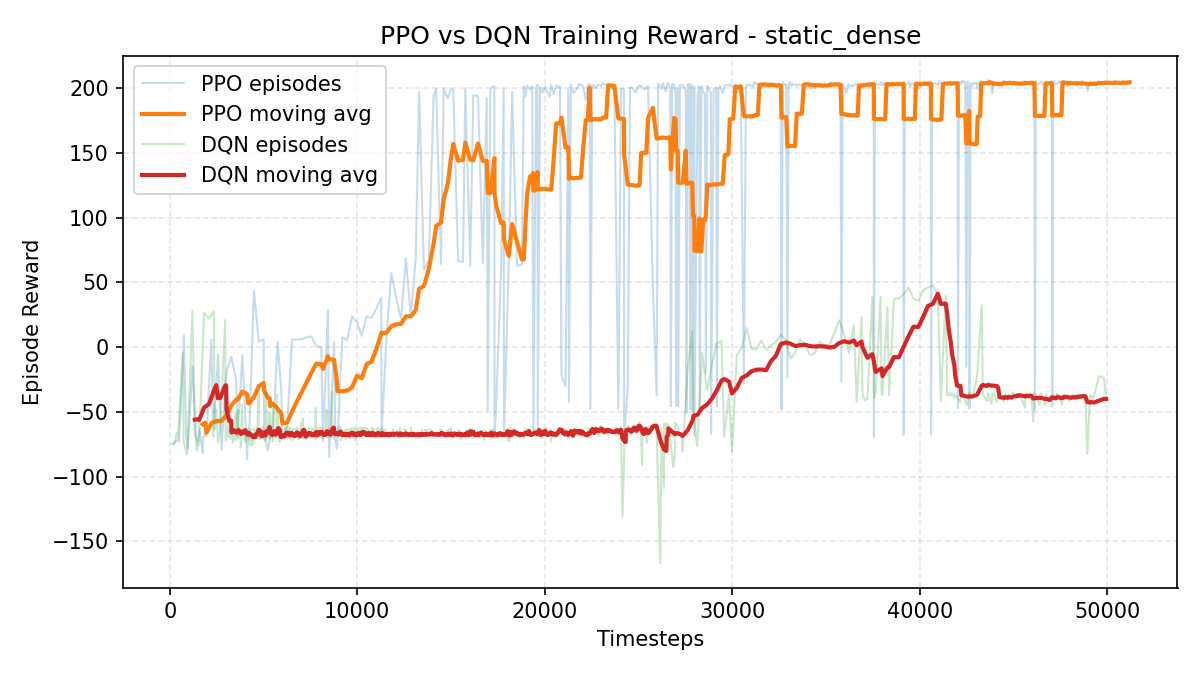 PPO vs DQN Training Reward - static_dense
PPO episodes
PPO moving avg
DQN episodes
DQN moving avg
200
150
100
50
0
−50
−100
−150
Episode Reward
0
10000
20000
30000
40000
50000
Timesteps